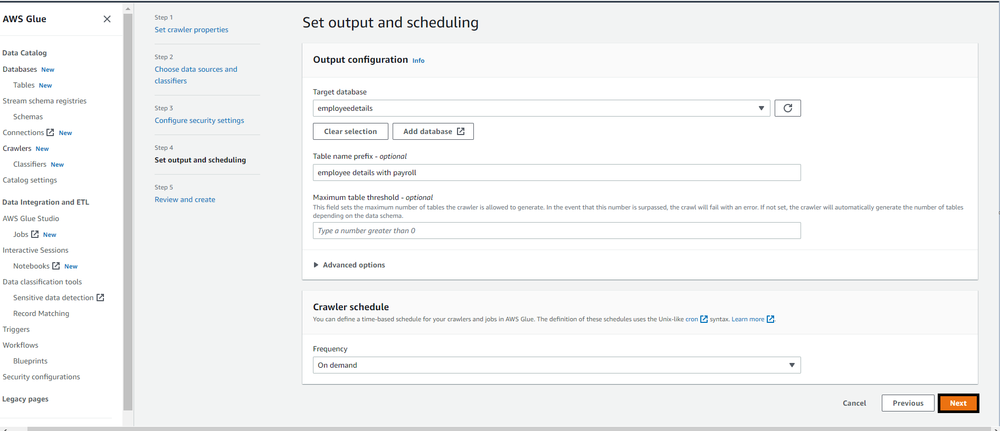 AWS Glue
Data Catalog
Databases New
Tables New
Stream schema registries
Schemas
Connections New
Crawlers New
Classifiers New
Catalog settings
Data Integration and ETL
AWS Glue Studio
Jobs New
Interactive Sessions
Notebooks New
Data classification tools
Sensitive data detection
Record Matching
Triggers
Workflows
Blueprints
Security configurations
Legacy pages
Step 1
Set crawler properties
Step 2
Choose data sources and
classifiers
Step 3
Configure security settings
Step 4
Set output and scheduling
Step 5
Review and create
Set output and scheduling
Output configuration Info
Target database
employeedetails
Clear selection Add database
Table name prefix - optional
employee details with payroll
Maximum table threshold - optional
This field sets the maximum number of tables the crawler is allowed to generate. In the event that this number is surpassed, the crawl will fail with an error. If not set, the crawler will automatically generate the number of tables
depending on the data schema.
Type a number greater than 0
Advanced options
Crawler schedule
You can define a time-based schedule for your crawlers and jobs in AWS Glue. The definition of these schedules uses the Unix-like cron syntax. Learn more.
Frequency
On demand
Cancel Previous Next